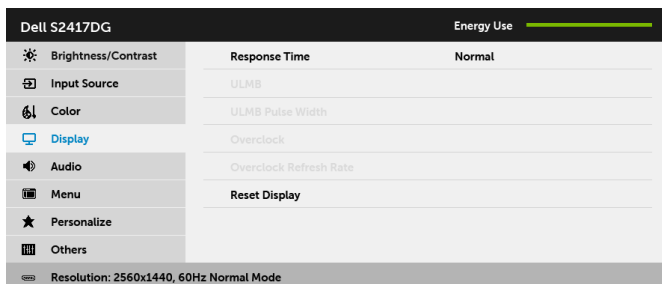 Dell S2417DG Energy Use
Brightness/Contrast Response Time Normal
Input Source ULMB
Color ULMB Pulse Width
Display Overclock
Audio Overclock Refresh Rate
Menu Reset Display
Personalize
Others
Resolution: 2560x1440, 60Hz Normal Mode